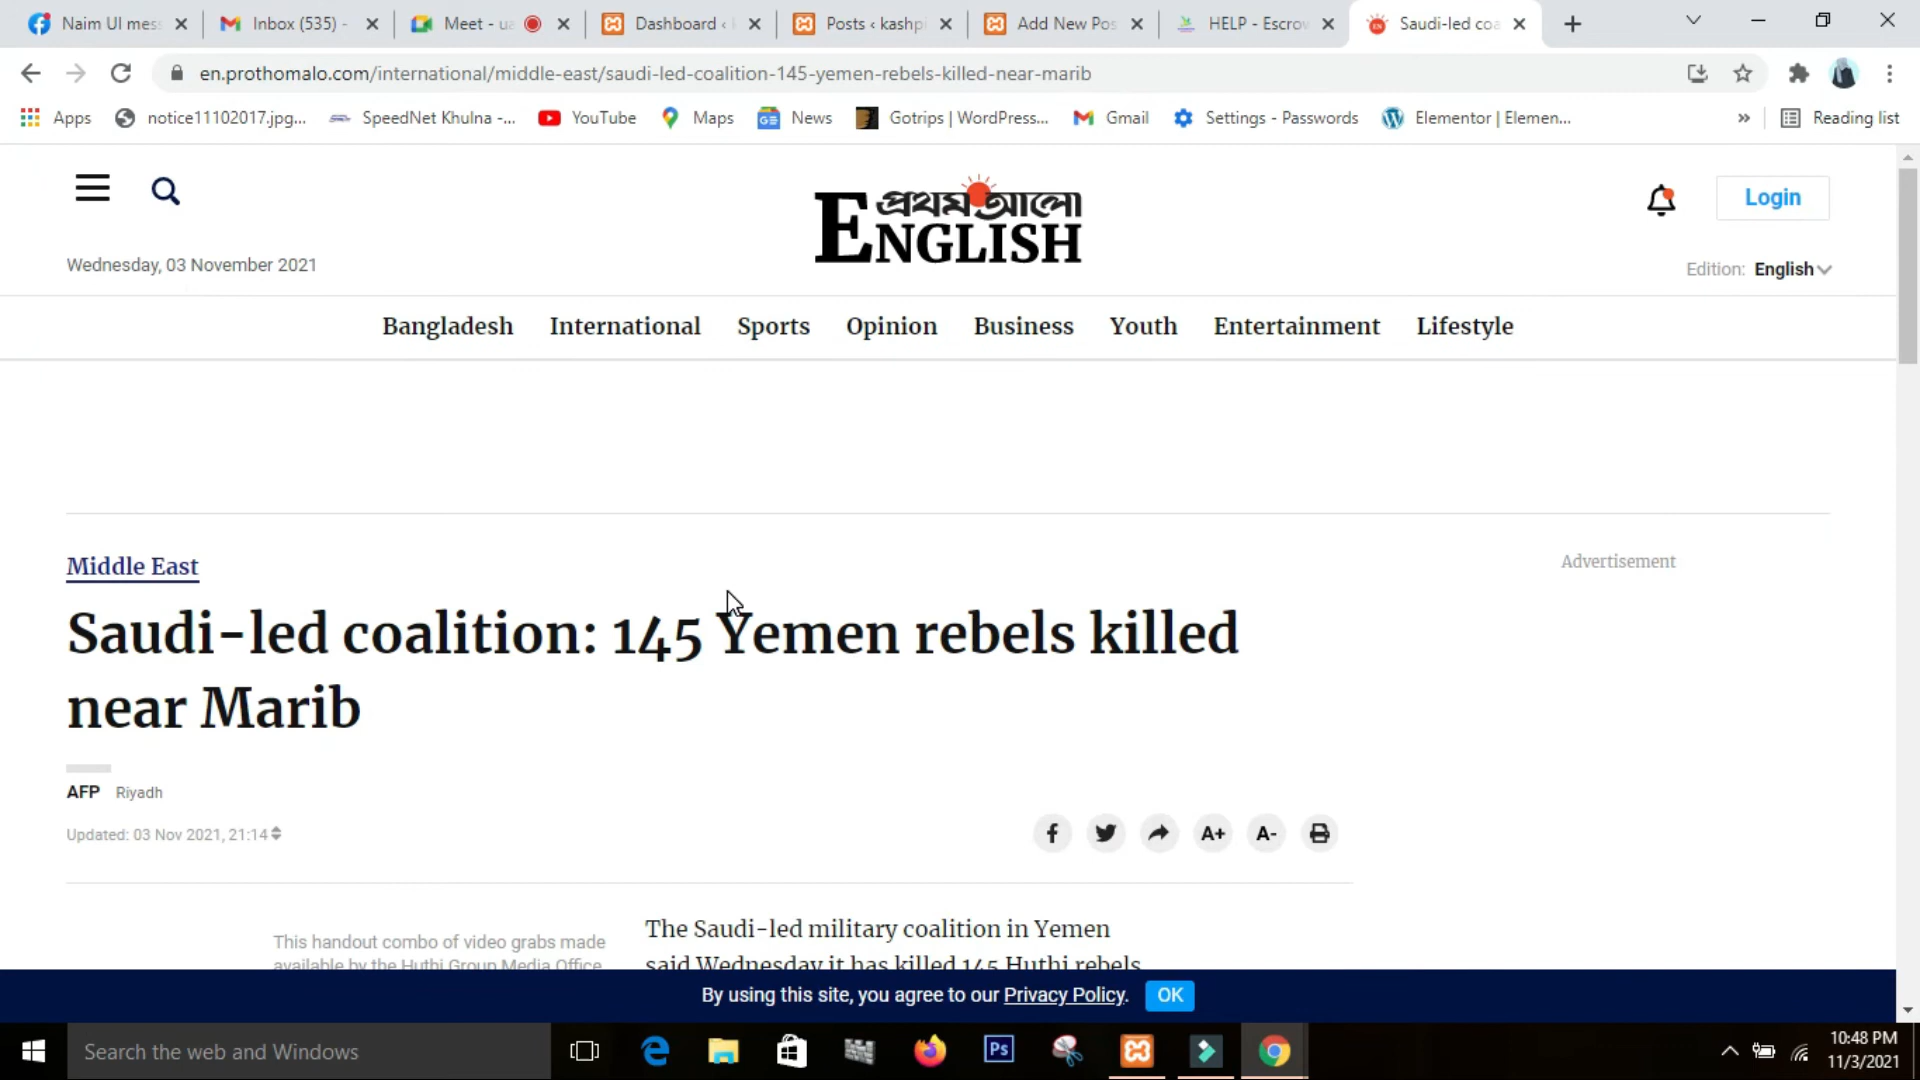 Naim UI mes
Inbox (535) -
Meet - ua
Dashboard ‹
Posts ‹ kashp
Add New Pos
HELP - Escrow
Saudi-led coa
en.prothomalo.com/international/middle-east/saudi-led-coalition-145-yemen-rebels-killed-near-marib
Apps
notice11102017.jpg...
SpeedNet Khulna -...
YouTube
Maps
News
Gotrips | WordPress...
Gmail
Settings - Passwords
Elementor | Elemen...
»
Reading list
প্রথম আলো
ENGLISH
Login
Wednesday, 03 November 2021
Edition: English
Bangladesh
International
Sports
Opinion
Business
Youth
Entertainment
Lifestyle
Middle East
Advertisement
Saudi-led coalition: 145 Yemen rebels killed
near Marib
AFP Riyadh
Updated: 03 Nov 2021, 21:14
A+
A-
This handout combo of video grabs made
available by the Huthi Group Media Office
The Saudi-led military coalition in Yemen
said Wednesday it has killed 145 Huthi rebels
By using this site, you agree to our Privacy Policy.
OK
Search the web and Windows
Ps
10:48 PM
11/3/2021